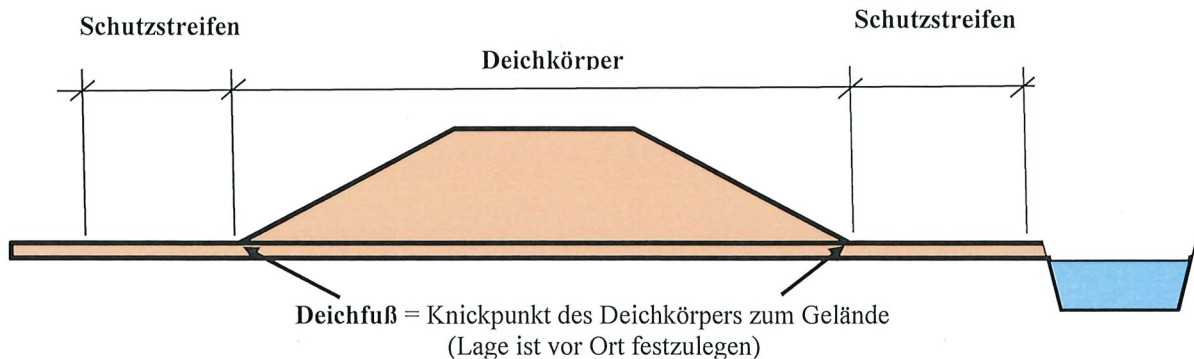 Schutzstreifen
Schutzstreifen
Deichkörper
Deichfuß = Knickpunkt des Deichkörpers zum Gelände
(Lage ist vor Ort festzulegen)